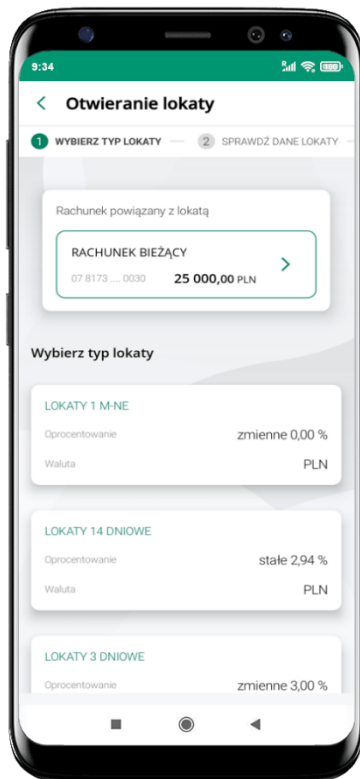 9:34
Otwieranie lokaty
1 WYBIERZ TYP LOKATY 2 SPRAWDŹ DANE LOKATY
Rachunek powiązany z lokatą
RACHUNEK BIEŻĄCY
07 8173 ... 0030 25 000,00 PLN
Wybierz typ lokaty
LOKATY 1 M-NE
Oprocentowanie zmienne 0,00 %
Waluta PLN
LOKATY 14 DNIOWE
Oprocentowanie stałe 2,94 %
Waluta PLN
LOKATY 3 DNIOWE
Oprocentowanie zmienne 3,00 %